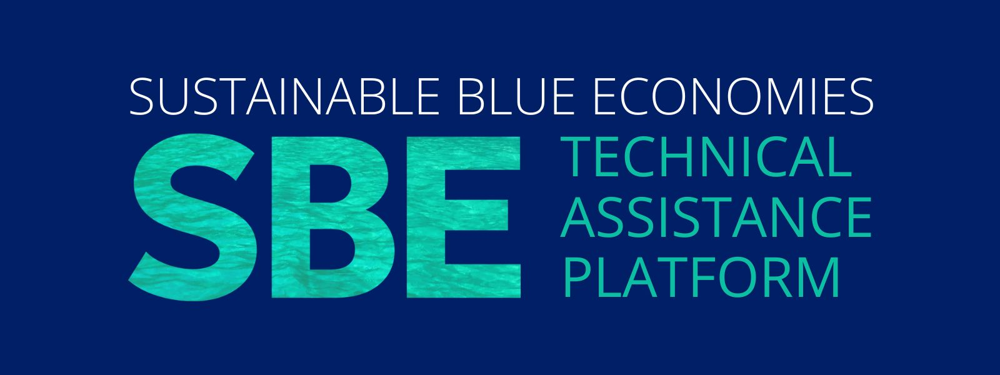 SUSTAINABLE BLUE ECONOMIES
SBE
TECHNICAL
ASSISTANCE
PLATFORM